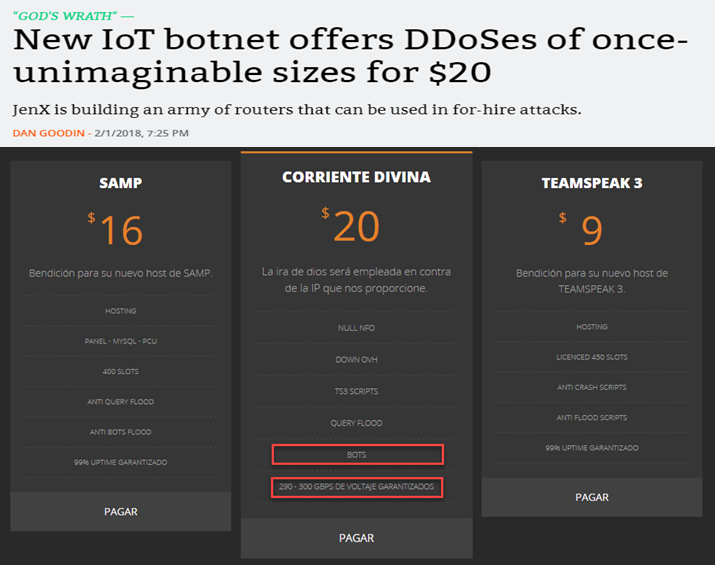 "GOD'S WRATH" —
New IoT botnet offers DDoSes of once-
unimaginable sizes for $20
JenX is building an army of routers that can be used in for-hire attacks.
DAN GOODIN - 2/1/2018, 7:25 PM
SAMP
$16
Bendición para su nuevo host de SAMP.
HOSTING
PANEL - MYSQL - PCU
400 SLOTS
ANTI QUERY FLOOD
ANTI BOTS FLOOD
99% UPTIME GARANTIZADO
PAGAR
CORRIENTE DIVINA
$20
La ira de dios será empleada en contra
de la IP que nos proporcione.
NULL NFO
DOWN OVH
TS3 SCRIPTS
QUERY FLOOD
BOTS
290 - 300 GBPS DE VOLTAJE GARANTIZADOS
PAGAR
TEAMSPEAK 3
$9
Bendición para su nuevo host de
TEAMSPEAK 3.
HOSTING
LICENCED 450 SLOTS
ANTI CRASH SCRIPTS
ANTI FLOOD SCRIPTS
99% UPTIME GARANTIZADO
PAGAR